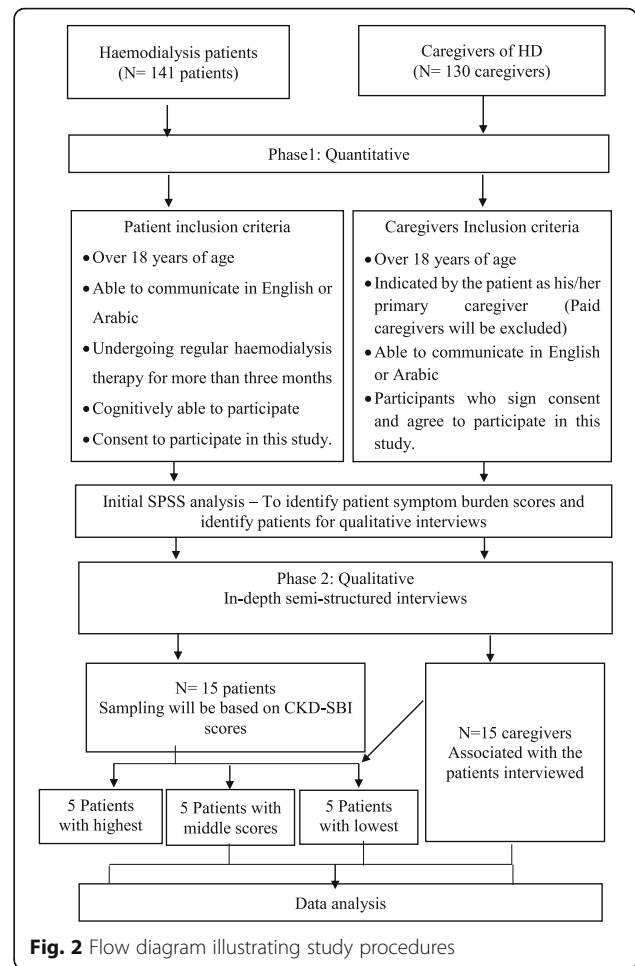 Haemodialysis patients
(N= 141 patients)
Caregivers of HD
(N= 130 caregivers)
Phase1: Quantitative
Patient inclusion criteria
•Over 18 years of age
•Able to communicate in English or
Arabic
•Undergoing regular haemodialysis
therapy for more than three months
•Cognitively able to participate
•Consent to participate in this study.
Caregivers Inclusion criteria
•Over 18 years of age
•Indicated by the patient as his/her
primary caregiver (Paid
caregivers will be excluded)
•Able to communicate in English
or Arabic
•Participants who sign consent
and agree to participate in this
study.
Initial SPSS analysis – To identify patient symptom burden scores and
identify patients for qualitative interviews
Phase 2: Qualitative
In-depth semi-structured interviews
N= 15 patients
Sampling will be based on CKD-SBI
scores
N=15 caregivers
Associated with the
patients interviewed
5 Patients
with highest
5 Patients with
middle scores
5 Patients
with lowest
Data analysis
Fig. 2 Flow diagram illustrating study procedures